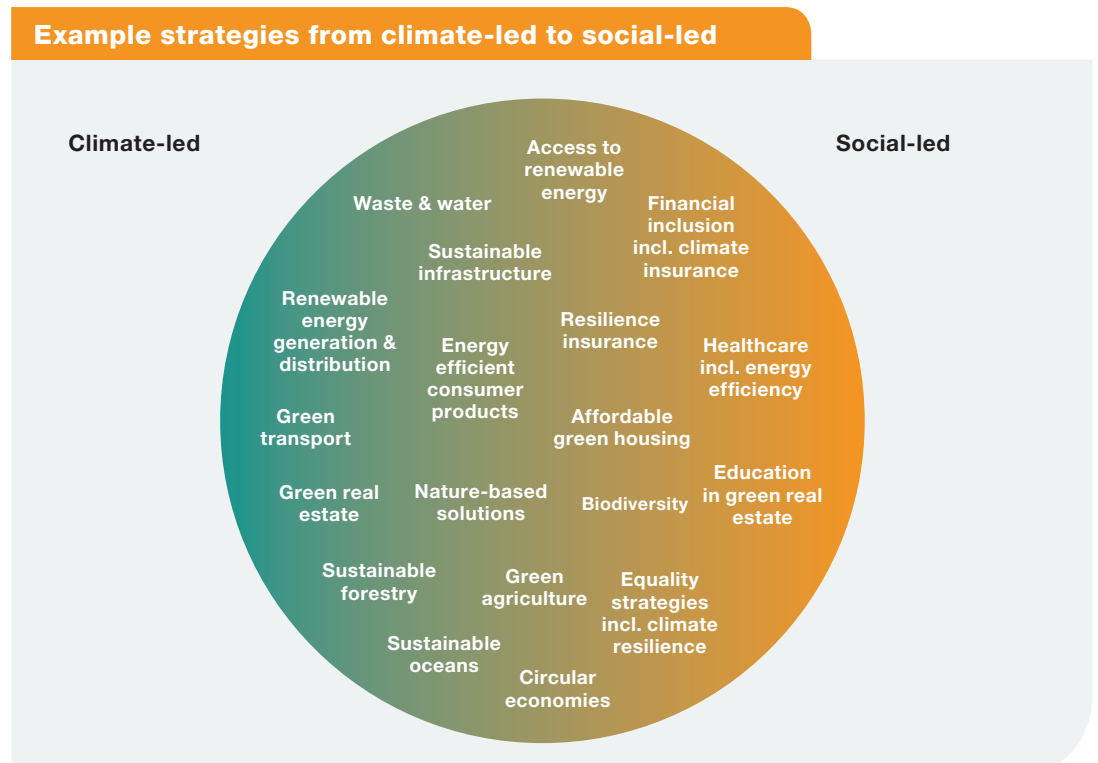 Example strategies from climate-led to social-led
Climate-led
Social-led
Access to
renewable
energy
Waste & water
Financial
inclusion
incl. climate
insurance
Sustainable
infrastructure
Renewable
energy
generation &
distribution
Resilience
insurance
Energy
efficient
consumer
products
Healthcare
incl. energy
efficiency
Green
transport
Affordable
green housing
Green real
estate
Nature-based
solutions
Biodiversity
Education
in green real
estate
Sustainable
forestry
Green
agriculture
Equality
strategies
incl. climate
resilience
Sustainable
oceans
Circular
economies